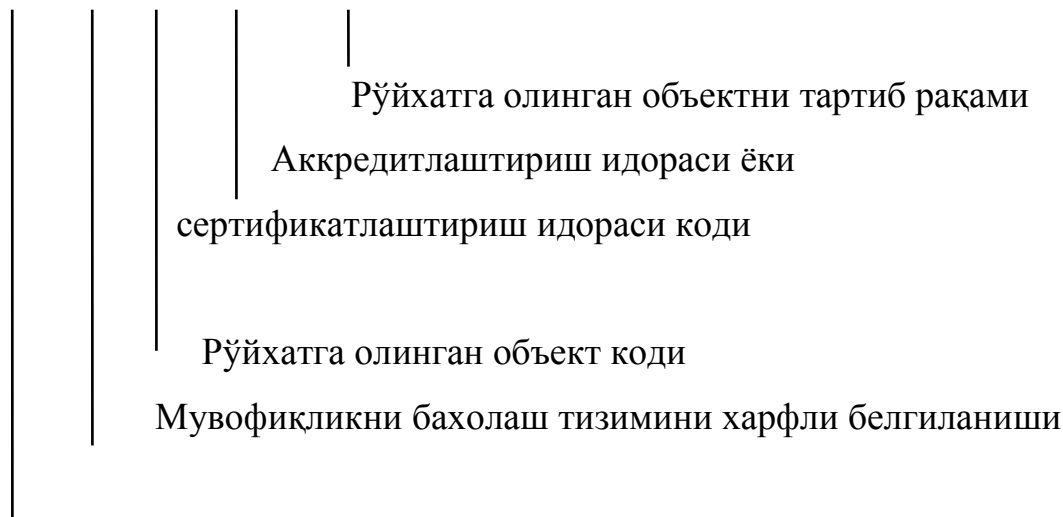 Рўйхатга олинган объектни тартиб рақами
Аккредитлаштириш идораси ёки
сертификатлаштириш идораси коди
Рўйхатга олинган объект коди
Мувофиқликни бахолаш тизимини харфли белгиланиши